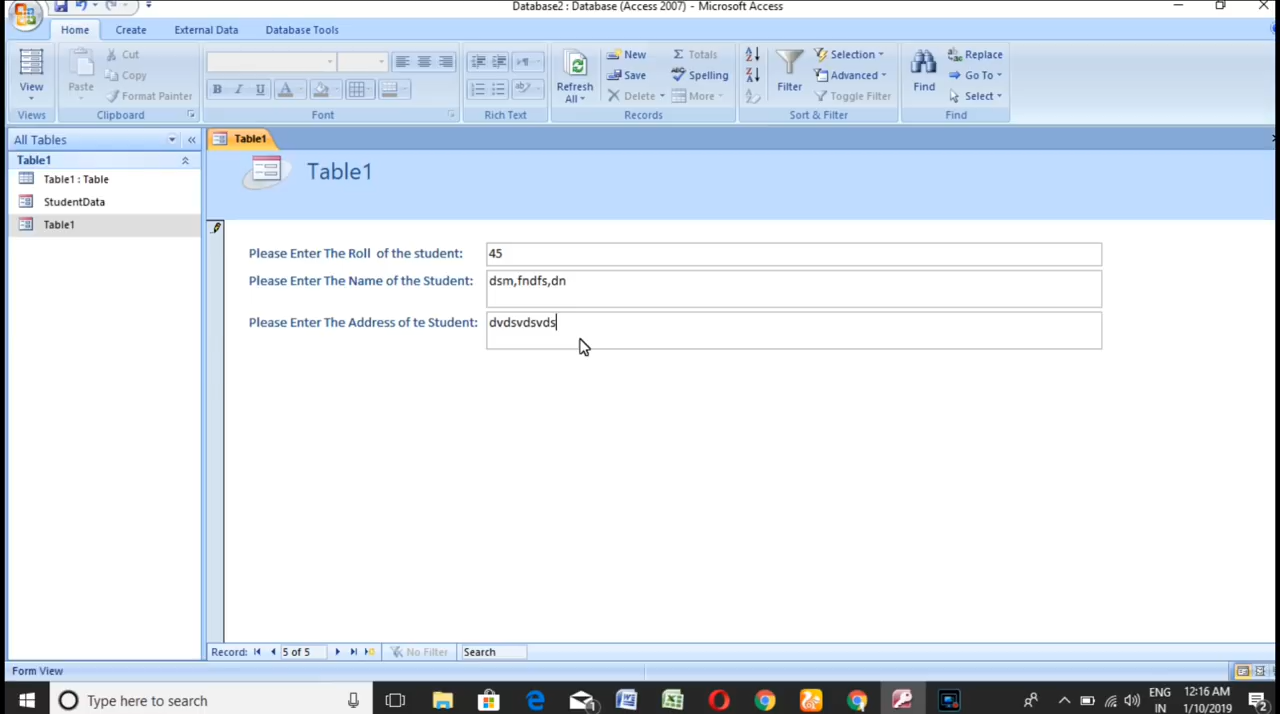 Database2 : Database (Access 2007) - Microsoft Access
Home Create External Data Database Tools
View
Views
Paste
Cut
Copy
Format Painter
Clipboard
B I U A
Font
Rich Text
Refresh
All
New
Save
Delete
Totals
Spelling
More
Records
Filter
Selection
Advanced
Toggle Filter
Sort & Filter
Find
Replace
Go To
Select
Find
All Tables «
Table1
Table1 : Table
StudentData
Table1
Table1
Table1
Please Enter The Roll of the student: 45
Please Enter The Name of the Student: dsm,fndfs,dn
Please Enter The Address of te Student: dvdsvdsvds
Record: 5 of 5 No Filter Search
Form View
Type here to search
ENG
IN
12:16 AM
1/10/2019
2